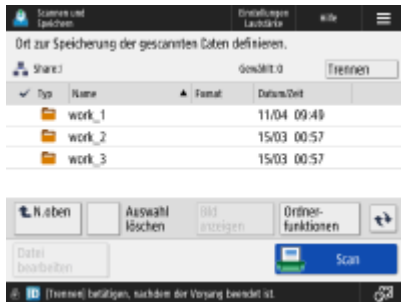 Scannen und Speichern
Einstellungen Lautstärke
Hilfe
Ort zur Speicherung der gescannten Daten definieren.
Share:/
Gewählt:0
Trennen
Typ Name Format Datum/Zeit
work_1 11/04 09:49
work_2 15/03 00:57
work_3 15/03 00:57
N.oben
Auswahl löschen
Bild anzeigen
Ordner-
funktionen
Datei
bearbeiten
Scan
ID [Trennen] betätigen, nachdem der Vorgang beendet ist.